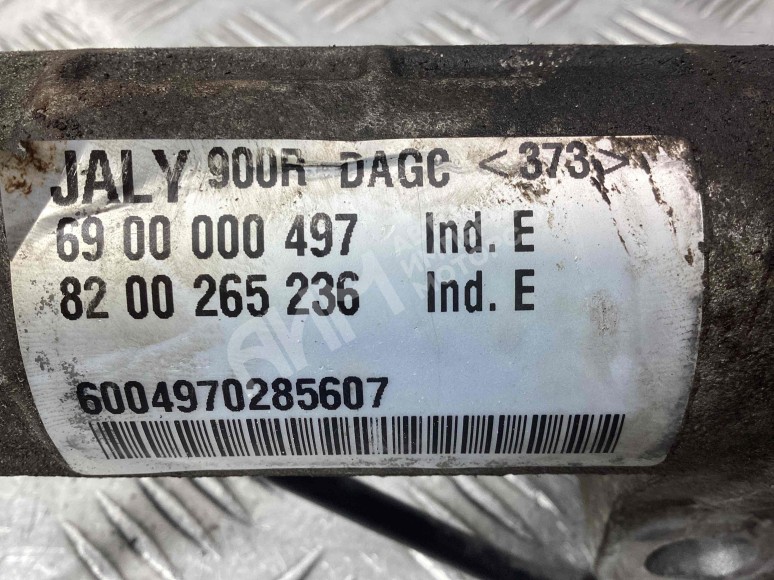 JALY 900R DAGC <373>
69 00 000 497 Ind. E
82 00 265 236 Ind. E
6004970285607